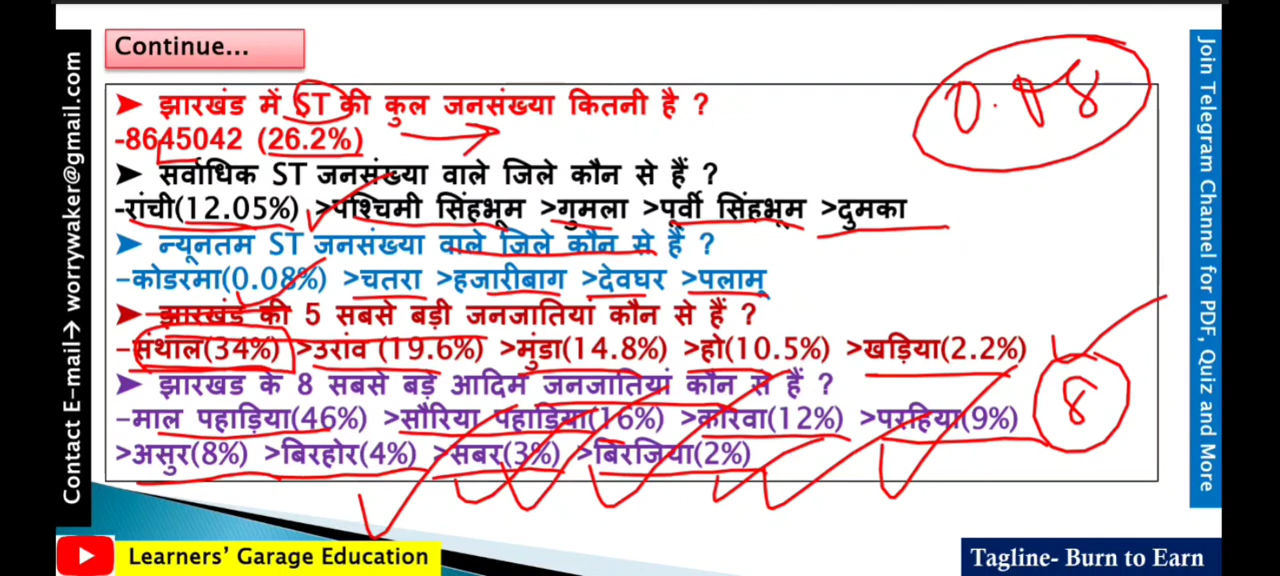 Continue...
0.08
➤ झारखंड में ST की कुल जनसंख्या कितनी है ?
-8645042 (26.2%)
➤ सर्वाधिक ST जनसंख्या वाले जिले कौन से हैं ?
-रांची(12.05%) >पश्चिमी सिंहभूम >गुमला >पूर्वी सिंहभूम >दुमका
➤ न्यूनतम ST जनसंख्या वाले जिले कौन से हैं ?
-कोडरमा(0.08%) >चतरा >हजारीबाग >देवघर >पलामू
➤ झारखंड की 5 सबसे बड़ी जनजातियां कौन से हैं ?
-संथाल(34%) >उरांव (19.6%) >मुंडा(14.8%) >हो(10.5%) >खड़िया(2.2%)
➤ झारखंड के 8 सबसे बड़े आदिम जनजातियां कौन से हैं ?
-माल पहाड़िया(46%) >सौरिया पहाड़िया(16%) >कोरवा(12%) >परहिया(9%)
8
>असुर(8%) >बिरहोर(4%) >सबर(3%) >बिरजिया(2%)
Contact E-mail→ worrywaker@gmail.com
Join Telegram Channel for PDF, Quiz and More
Learners' Garage Education
Tagline- Burn to Earn